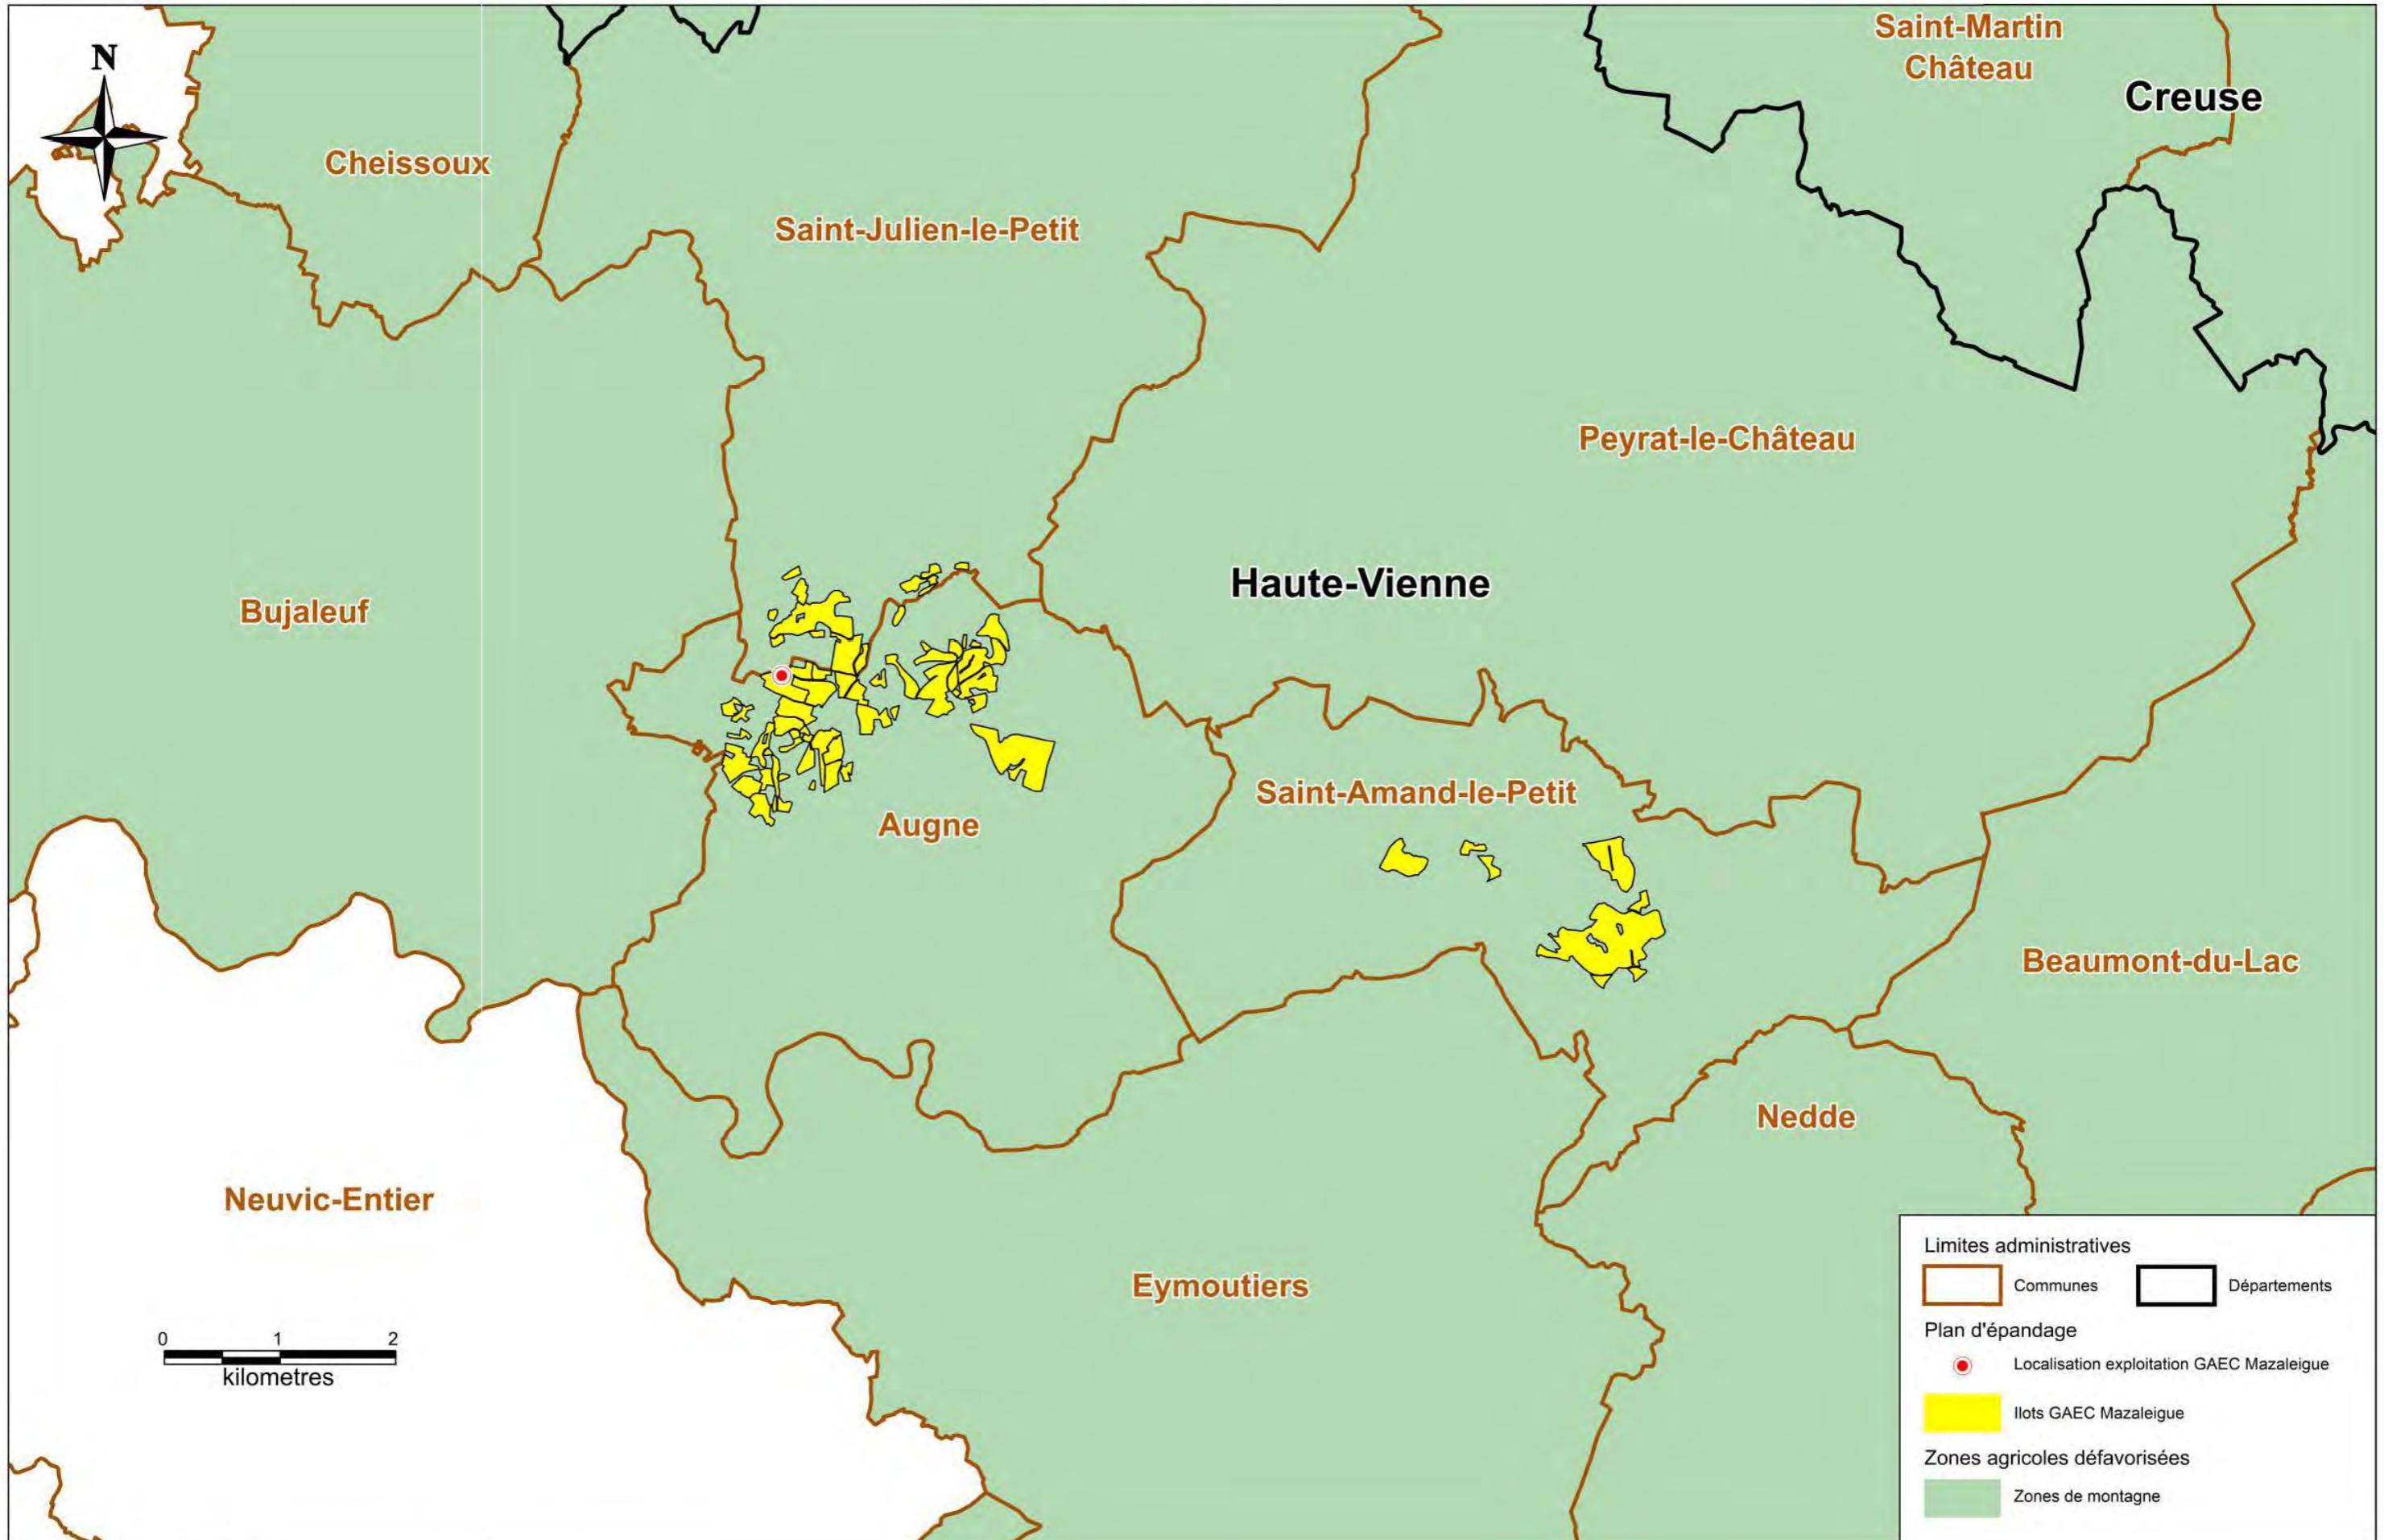 Saint-Martin
Château
N
Creuse
Cheissoux
Saint-Julien-le-Petit
Peyrat-le-Château
Haute-Vienne
Bujaleuf
Saint-Amand-le-Petit
Augne
Beaumont-du-Lac
Nedde
Neuvic-Entier
Eymoutiers
0 1 2
kilometres
Limites administratives
Communes Départements
Plan d'épandage
Localisation exploitation GAEC Mazaleigue
Ilots GAEC Mazaleigue
Zones agricoles défavorisées
Zones de montagne